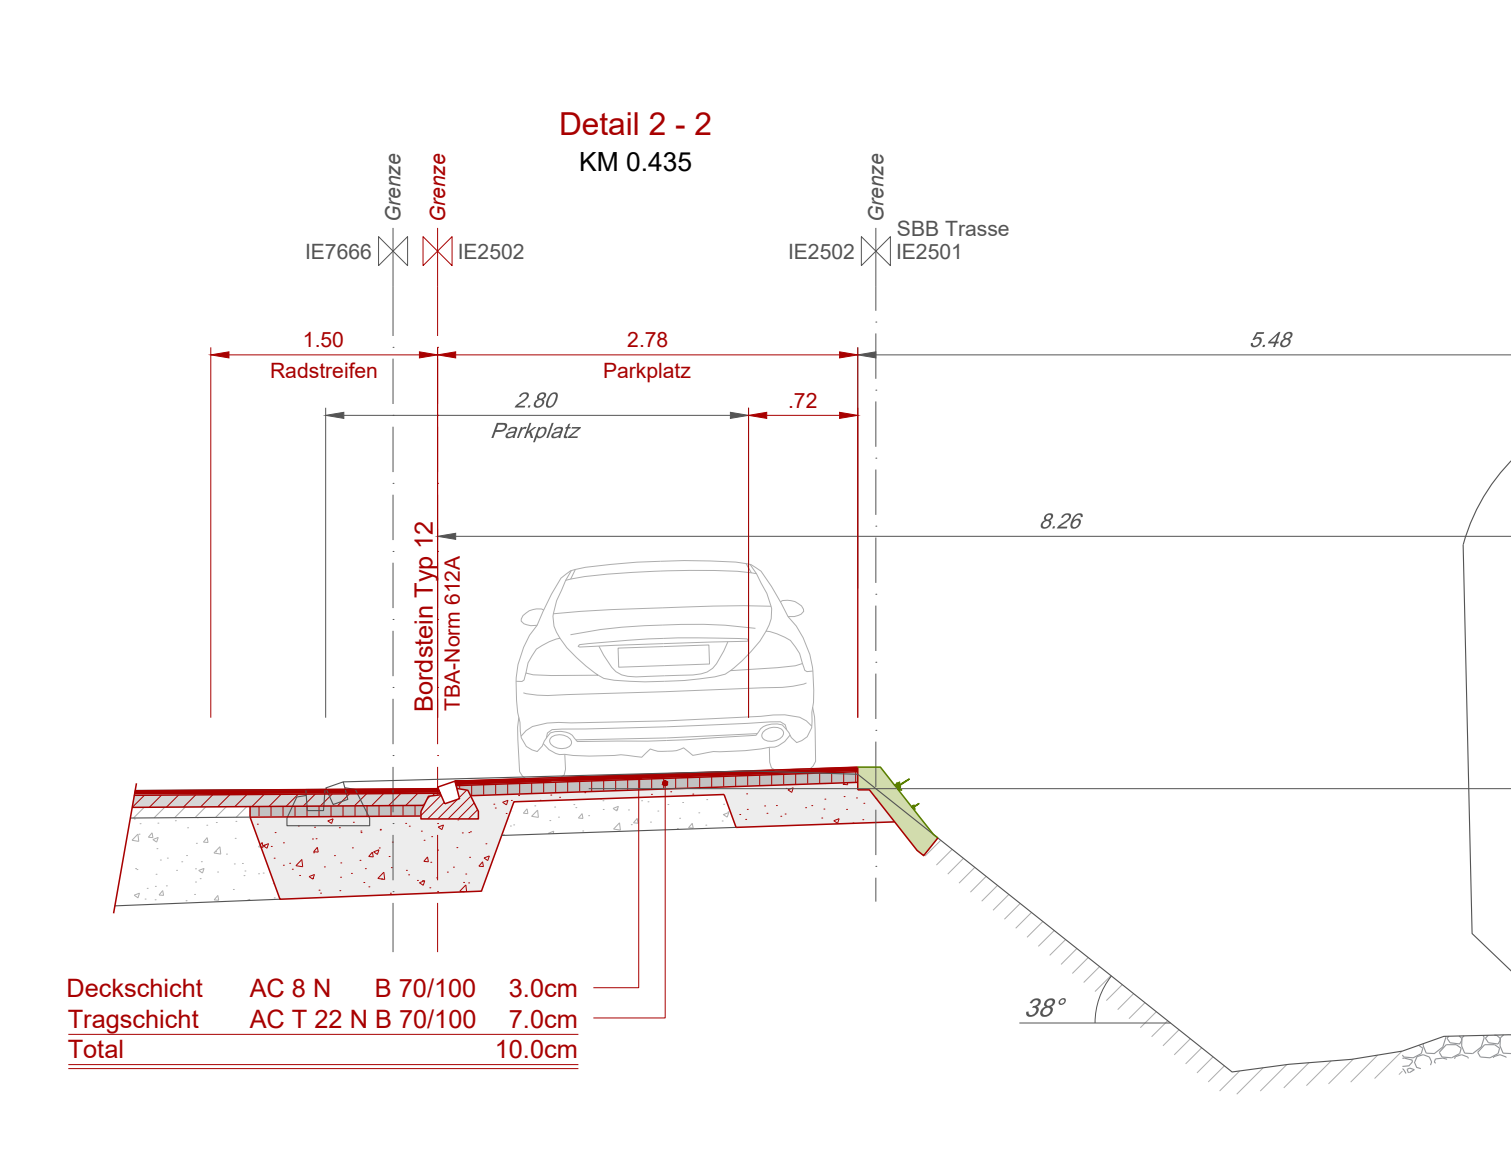 Detail 2 - 2
KM 0.435
Grenze
Grenze
Grenze
IE7666
IE2502
IE2502
SBB Trasse
IE2501
1.50
Radstreifen
2.78
Parkplatz
5.48
2.80
Parkplatz
.72
8.26
Bordstein Typ 12
TBA-Norm 612A
Deckschicht AC 8 N B 70/100 3.0cm
Tragschicht AC T 22 N B 70/100 7.0cm
Total 10.0cm
38°